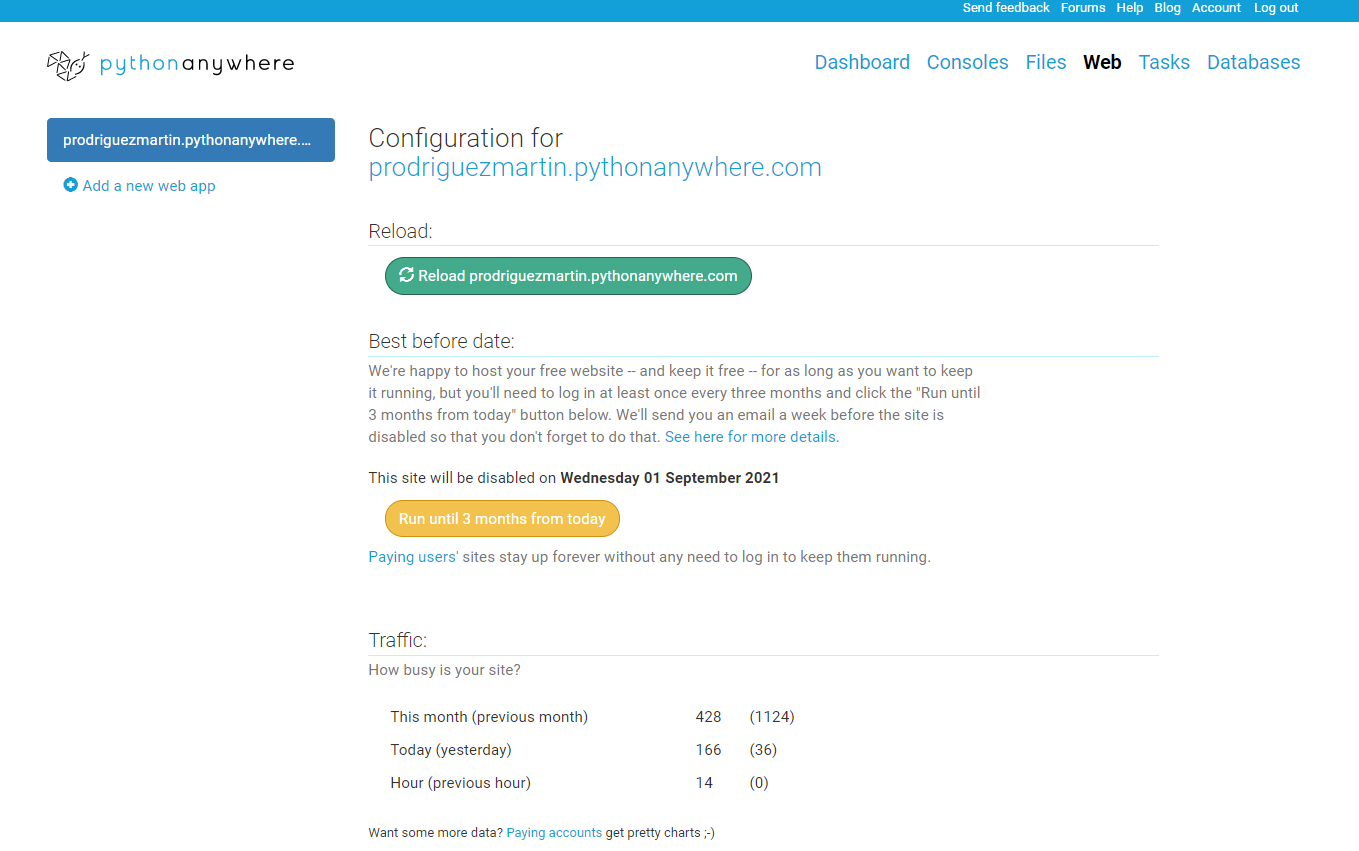 Send feedback Forums Help Blog Account Log out
pythonanywhere
Dashboard Consoles Files Web Tasks Databases
prodriguezmartin.pythonanywhere....
Add a new web app
Configuration for
prodriguezmartin.pythonanywhere.com
Reload:
Reload prodriguezmartin.pythonanywhere.com
Best before date:
We're happy to host your free website -- and keep it free -- for as long as you want to keep
it running, but you'll need to log in at least once every three months and click the "Run until
3 months from today" button below. We'll send you an email a week before the site is
disabled so that you don't forget to do that. See here for more details.
This site will be disabled on Wednesday 01 September 2021
Run until 3 months from today
Paying users' sites stay up forever without any need to log in to keep them running.
Traffic:
How busy is your site?
This month (previous month) 428 (1124)
Today (yesterday) 166 (36)
Hour (previous hour) 14 (0)
Want some more data? Paying accounts get pretty charts ;-)